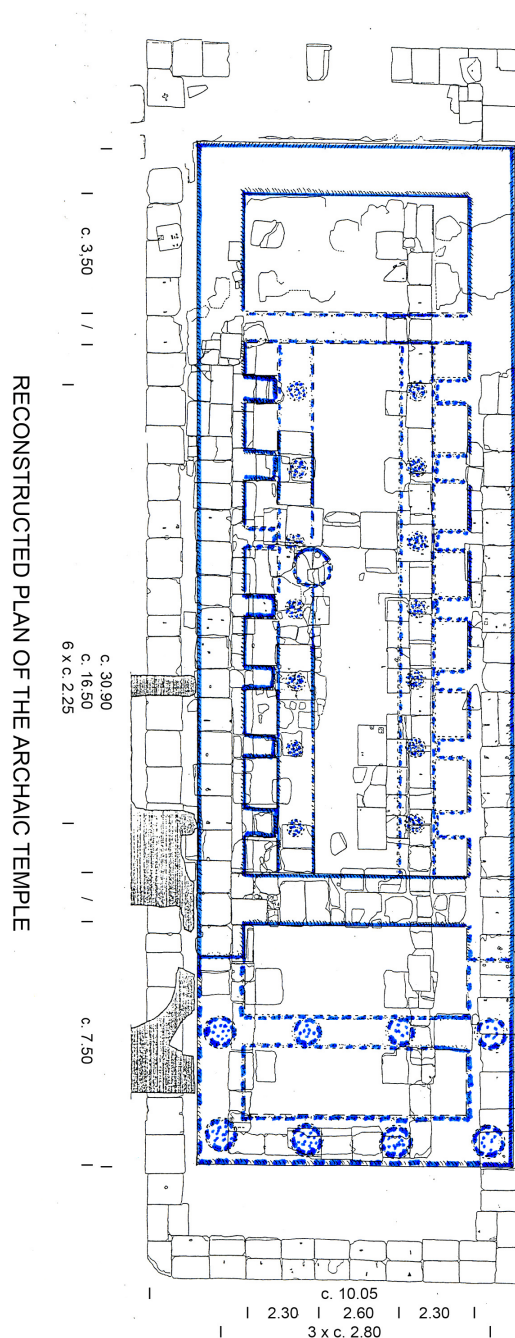 RECONSTRUCTED PLAN OF THE ARCHAIC TEMPLE
c. 3,50
c. 30.90
c. 16.50
6 x c. 2.25
c. 7.50
c. 10.05
2.30 2.60 2.30
3 x c. 2.80